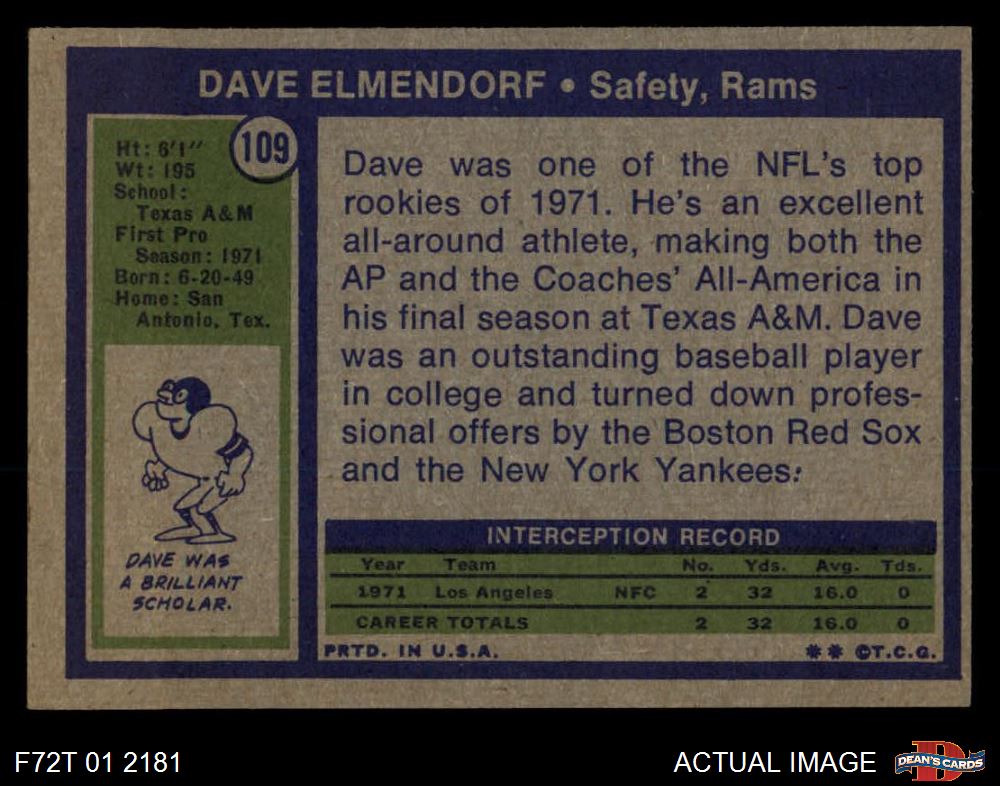 DAVE ELMENDORF • Safety, Rams
109
Ht: 6'1"
Wt: 195
School:
Texas A&M
First Pro
Season: 1971
Born: 6-20-49
Home: San
Antonio, Tex.
DAVE WAS
A BRILLIANT
SCHOLAR.
Dave was one of the NFL's top
rookies of 1971. He's an excellent
all-around athlete, making both the
AP and the Coaches' All-America in
his final season at Texas A&M. Dave
was an outstanding baseball player
in college and turned down profes-
sional offers by the Boston Red Sox
and the New York Yankees.
INTERCEPTION RECORD
Year Team No. Yds. Avg. Tds.
1971 Los Angeles NFC 2 32 16.0 0
CAREER TOTALS 2 32 16.0 0
PRTD. IN U.S.A. ** ©T.C.G.
F72T 01 2181 ACTUAL IMAGE D DEAN'S CARDS